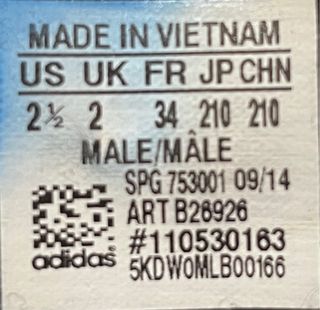 MADE IN VIETNAM
US UK FR JP CHN
2½ 2 34 210 210
MALE/MÂLE
SPG 753001 09/14
ART B26926
#110530163
adidas 5KDW0MLB00166